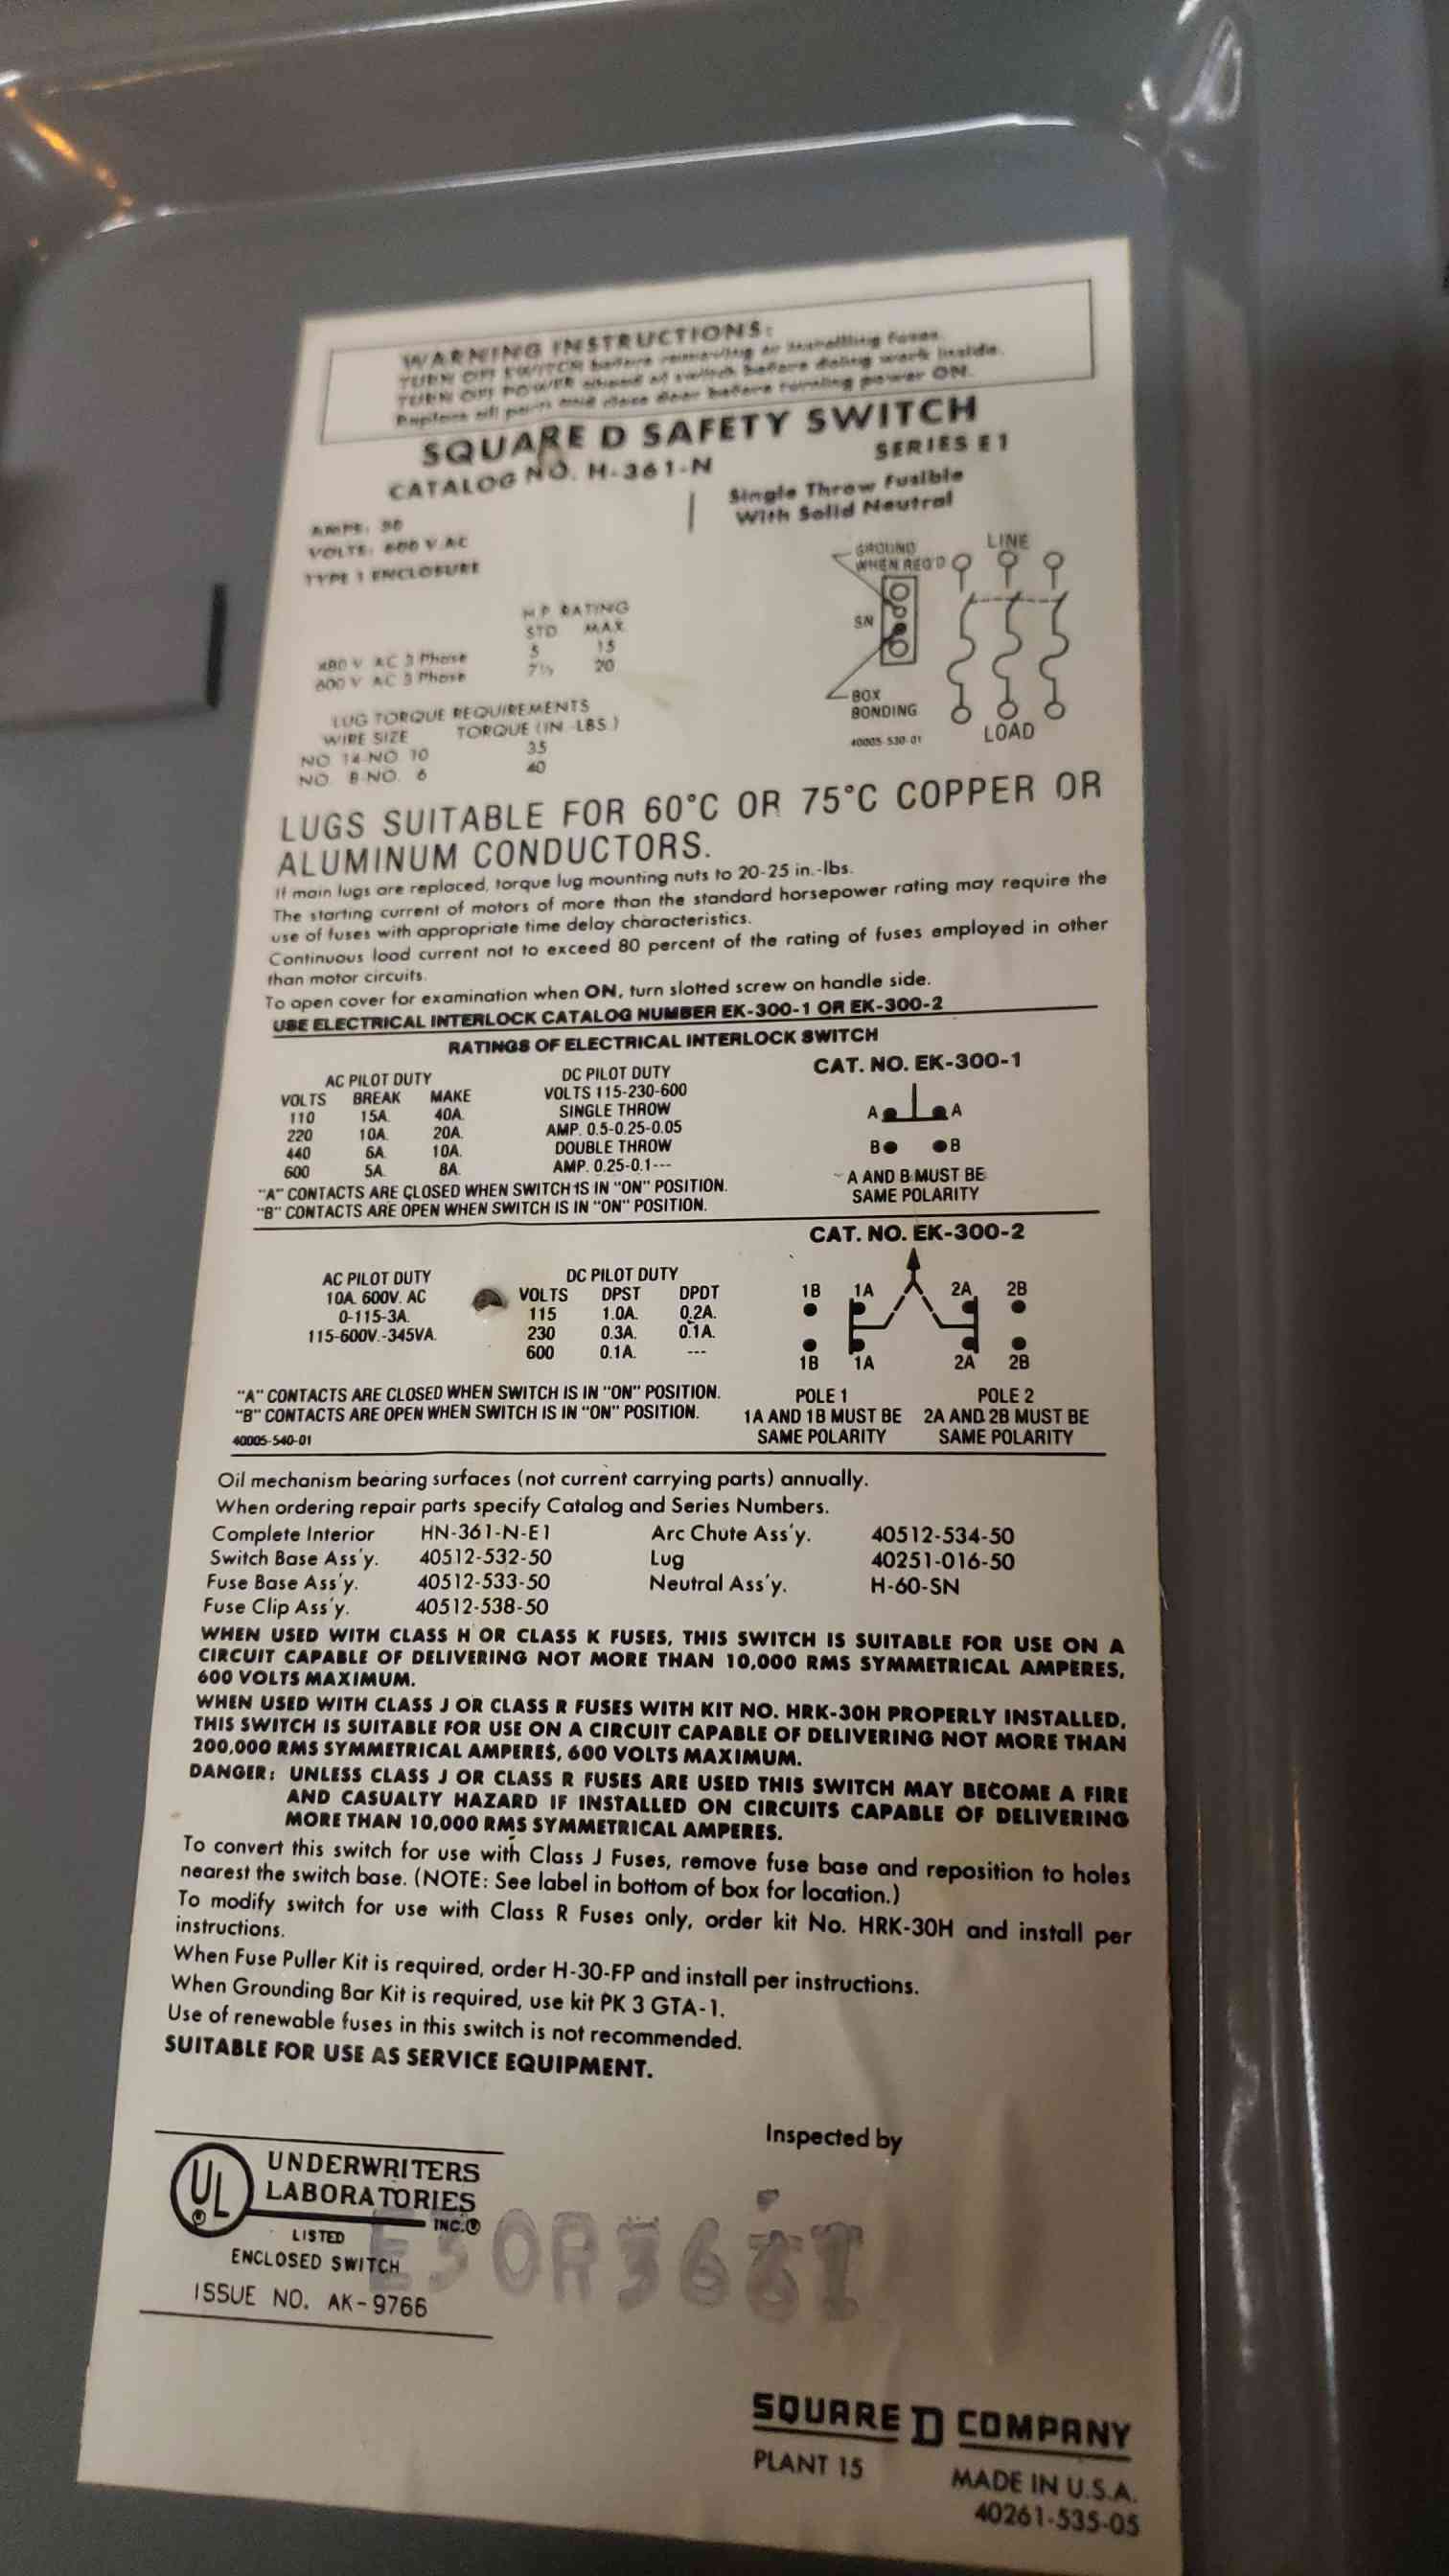 WARNING INSTRUCTIONS:
TURN OFF SWITCH before removing or installing fuses.
TURN OFF POWER ahead of switch before doing work inside.
Replace all parts and close door before turning power ON.
SQUARE D SAFETY SWITCH
CATALOG NO. H-361-N
SERIES E1
AMPS:
VOLTS: 600 V AC
TYPE 1 ENCLOSURE
Single Throw Fusible
With Solid Neutral
GROUND
WHEN REQ'D
LINE
SN
BOX
BONDING
LOAD
40005-530-01
H.P. RATING
STD MAX.
480 V AC 3 Phase 5 15
600 V AC 3 Phase 7½ 20
LUG TORQUE REQUIREMENTS
WIRE SIZE TORQUE (IN.-LBS.)
NO. 14-NO. 10 35
NO. 8-NO. 6 40
LUGS SUITABLE FOR 60°C OR 75°C COPPER OR
ALUMINUM CONDUCTORS.
If main lugs are replaced, torque lug mounting nuts to 20-25 in.-lbs.
The starting current of motors of more than the standard horsepower rating may require the
use of fuses with appropriate time delay characteristics.
Continuous load current not to exceed 80 percent of the rating of fuses employed in other
than motor circuits.
To open cover for examination when ON, turn slotted screw on handle side.
USE ELECTRICAL INTERLOCK CATALOG NUMBER EK-300-1 OR EK-300-2
RATINGS OF ELECTRICAL INTERLOCK SWITCH
AC PILOT DUTY
VOLTS BREAK MAKE
110 15A. 40A.
220 10A. 20A.
440 6A. 10A.
600 5A. 8A.
DC PILOT DUTY
VOLTS 115-230-600
SINGLE THROW
AMP. 0.5-0.25-0.05
DOUBLE THROW
AMP. 0.25-0.1---
CAT. NO. EK-300-1
A A
B B
A AND B MUST BE
SAME POLARITY
"A" CONTACTS ARE CLOSED WHEN SWITCH IS IN "ON" POSITION.
"B" CONTACTS ARE OPEN WHEN SWITCH IS IN "ON" POSITION.
CAT. NO. EK-300-2
AC PILOT DUTY
10A. 600V. AC
0-115-3A.
115-600V.-345VA.
DC PILOT DUTY
VOLTS DPST DPDT
115 1.0A. 0.2A.
230 0.3A. 0.1A.
600 0.1A. ---
1B 1A 2A 2B
1B 1A 2A 2B
POLE 1 POLE 2
1A AND 1B MUST BE 2A AND 2B MUST BE
SAME POLARITY SAME POLARITY
"A" CONTACTS ARE CLOSED WHEN SWITCH IS IN "ON" POSITION.
"B" CONTACTS ARE OPEN WHEN SWITCH IS IN "ON" POSITION.
40005-540-01
Oil mechanism bearing surfaces (not current carrying parts) annually.
When ordering repair parts specify Catalog and Series Numbers.
Complete Interior HN-361-N-E1 Arc Chute Ass'y. 40512-534-50
Switch Base Ass'y. 40512-532-50 Lug 40251-016-50
Fuse Base Ass'y. 40512-533-50 Neutral Ass'y. H-60-SN
Fuse Clip Ass'y. 40512-538-50
WHEN USED WITH CLASS H OR CLASS K FUSES, THIS SWITCH IS SUITABLE FOR USE ON A
CIRCUIT CAPABLE OF DELIVERING NOT MORE THAN 10,000 RMS SYMMETRICAL AMPERES,
600 VOLTS MAXIMUM.
WHEN USED WITH CLASS J OR CLASS R FUSES WITH KIT NO. HRK-30H PROPERLY INSTALLED,
THIS SWITCH IS SUITABLE FOR USE ON A CIRCUIT CAPABLE OF DELIVERING NOT MORE THAN
200,000 RMS SYMMETRICAL AMPERES, 600 VOLTS MAXIMUM.
DANGER: UNLESS CLASS J OR CLASS R FUSES ARE USED THIS SWITCH MAY BECOME A FIRE
AND CASUALTY HAZARD IF INSTALLED ON CIRCUITS CAPABLE OF DELIVERING
MORE THAN 10,000 RMS SYMMETRICAL AMPERES.
To convert this switch for use with Class J Fuses, remove fuse base and reposition to holes
nearest the switch base. (NOTE: See label in bottom of box for location.)
To modify switch for use with Class R Fuses only, order kit No. HRK-30H and install per
instructions.
When Fuse Puller Kit is required, order H-30-FP and install per instructions.
When Grounding Bar Kit is required, use kit PK 3 GTA-1.
Use of renewable fuses in this switch is not recommended.
SUITABLE FOR USE AS SERVICE EQUIPMENT.
Inspected by
UL
UNDERWRITERS
LABORATORIES
INC.®
LISTED
ENCLOSED SWITCH
ISSUE NO. AK-9766
SQUARE D COMPANY
PLANT 15
MADE IN U.S.A.
40261-535-05